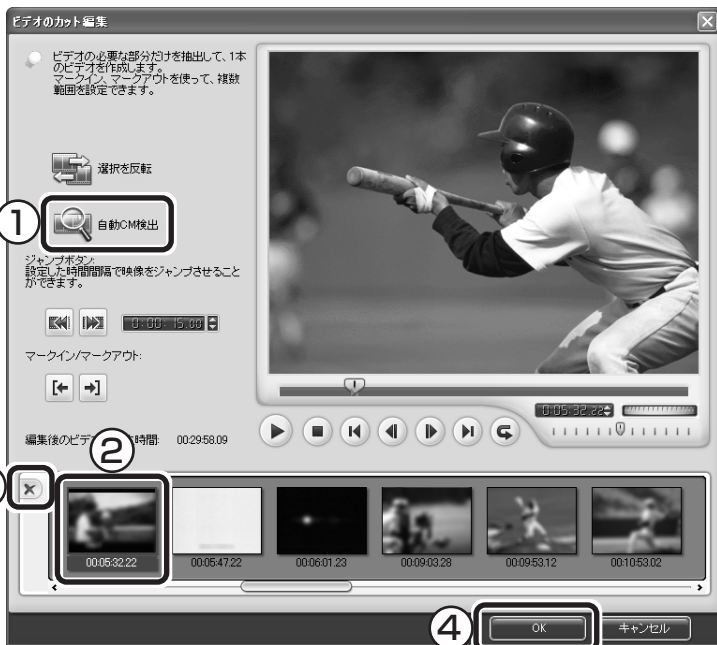 ビデオのカット編集
ビデオの必要な部分だけを抽出して、1本
のビデオを作成します。
マークイン、マークアウトを使って、複数
範囲を設定できます。
選択を反転
①
自動CM検出
ジャンプボタン:
設定した時間間隔で映像をジャンプさせること
ができます。
0:00:15.00
マークイン/マークアウト:
0:05:32.22
編集後のビデオ
時間: 00:29:58.09
②
00:05:32.22
00:05:47.22
00:06:01.23
00:09:03.28
00:09:53.12
00:10:53.02
④
OK
キャンセル